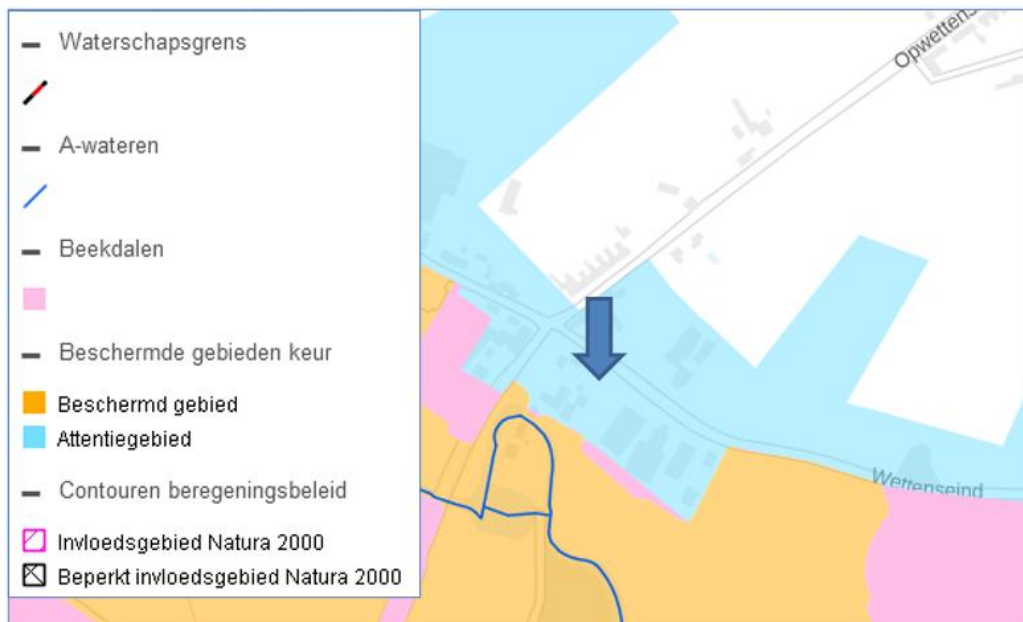 Waterschapsgrens
A-wateren
Beekdalen
Beschermde gebieden keur
Beschermd gebied
Attentiegebied
Contouren beregeningsbeleid
Invloedsgebied Natura 2000
Beperkt invloedsgebied Natura 2000
Opwettens
Wettenseind